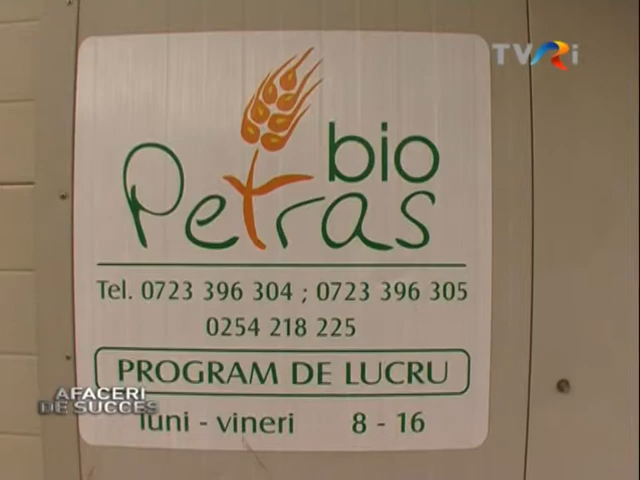 TVRi
bio
Petras
Tel. 0723 396 304 ; 0723 396 305
0254 218 225
PROGRAM DE LUCRU
AFACERI
DE SUCCES
luni - vineri 8 - 16